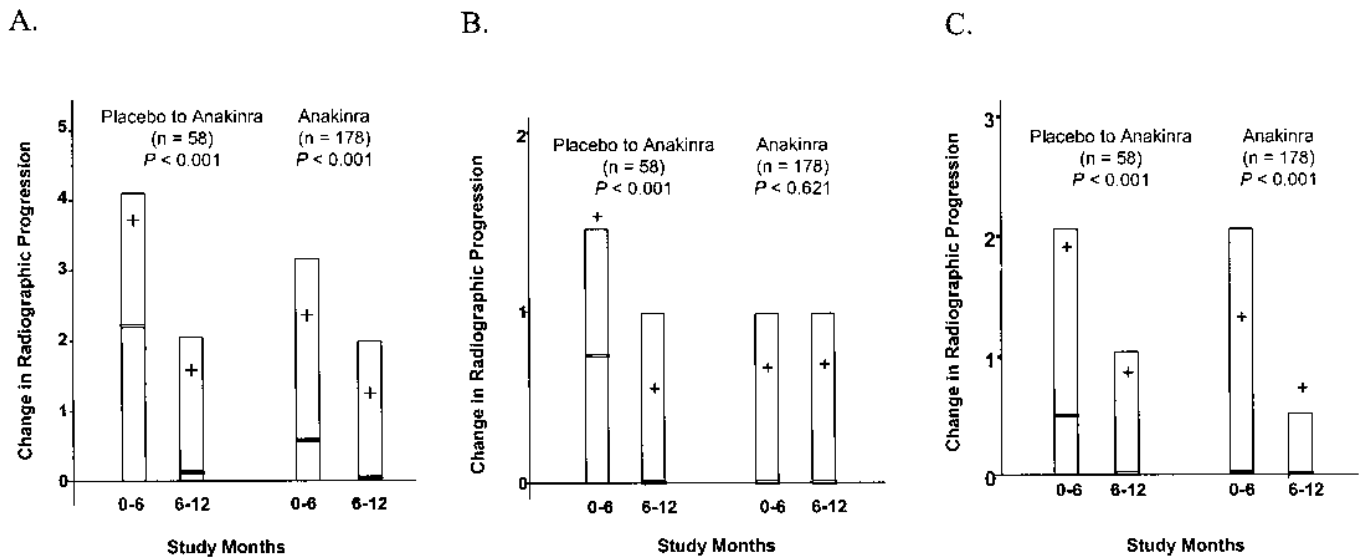 A.
Change in Radiographic Progression
5
4
3
2
1
0
Placebo to Anakinra
(n = 58)
P < 0.001
Anakinra
(n = 178)
P < 0.001
0-6
6-12
0-6
6-12
Study Months
B.
Change in Radiographic Progression
2
1
0
Placebo to Anakinra
(n = 58)
P < 0.001
Anakinra
(n = 178)
P < 0.621
0-6
6-12
0-6
6-12
Study Months
C.
Change in Radiographic Progression
3
2
1
0
Placebo to Anakinra
(n = 58)
P < 0.001
Anakinra
(n = 178)
P < 0.001
0-6
6-12
0-6
6-12
Study Months